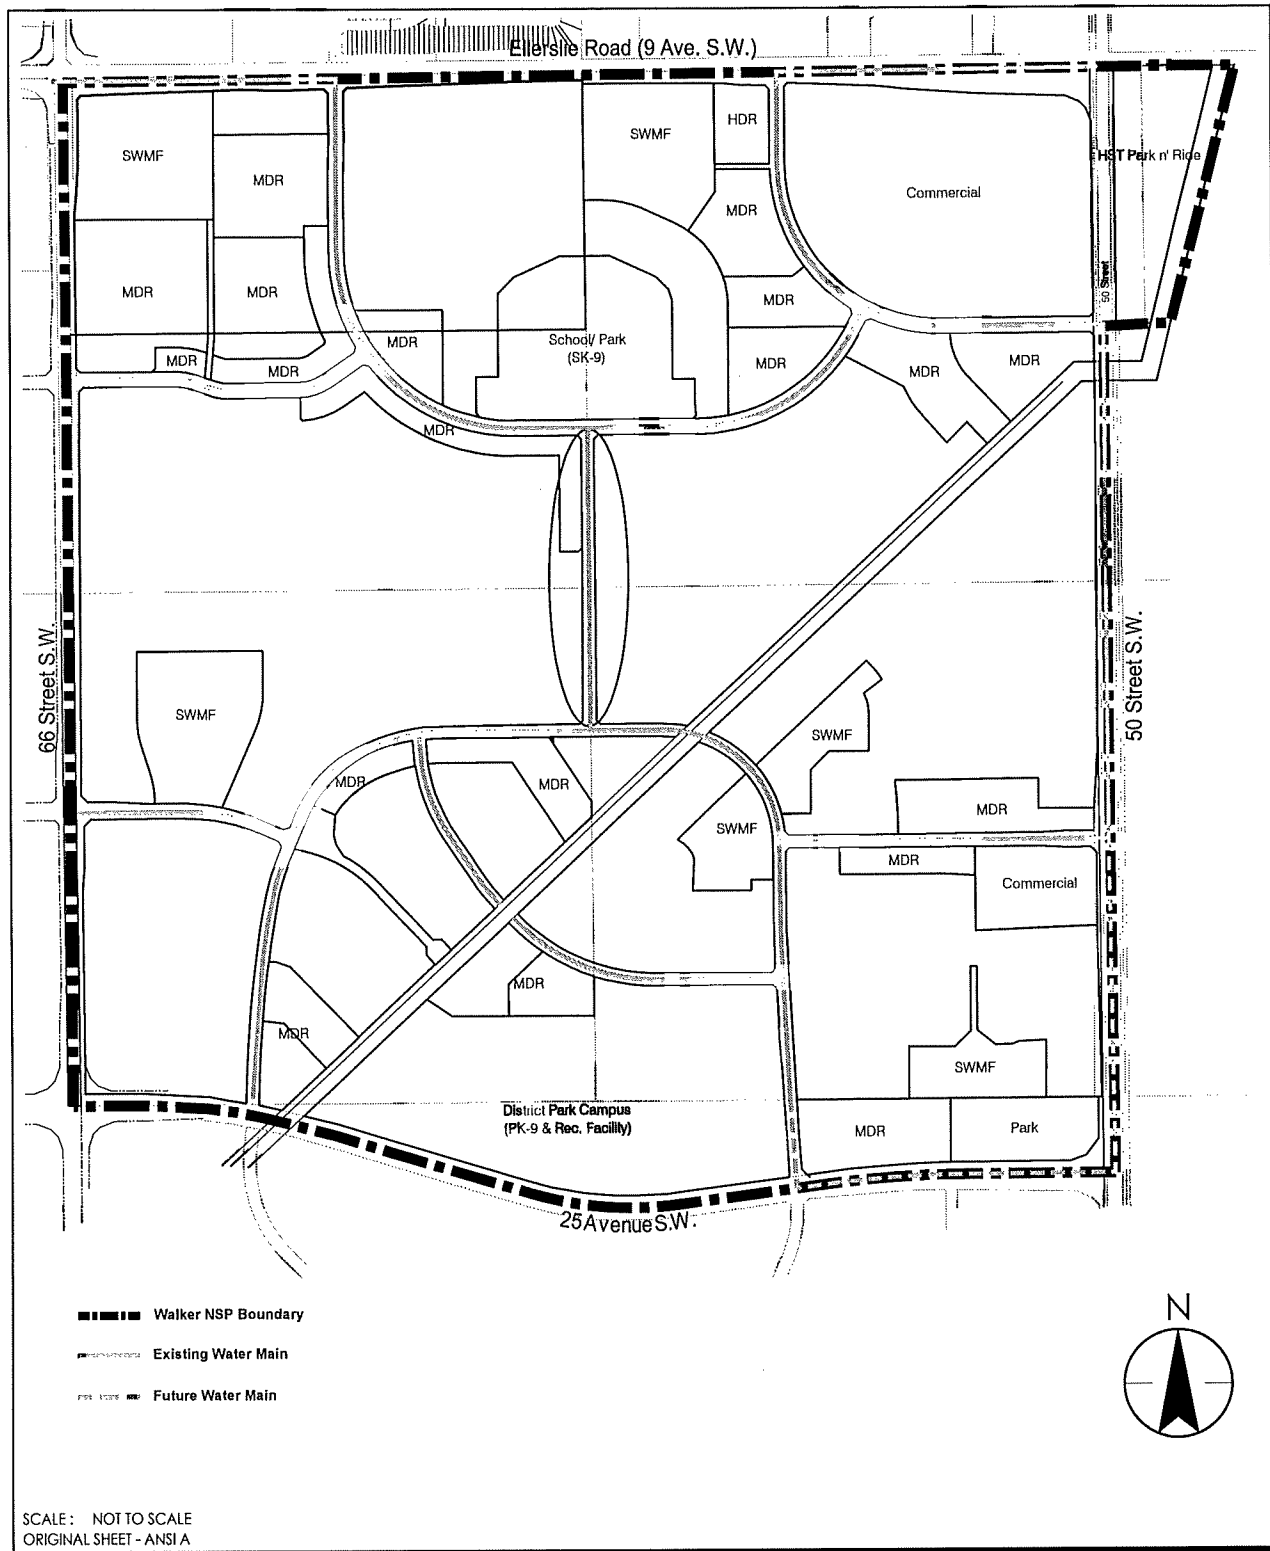 Ellerslie Road (9 Ave. S.W.)
HDR
SWMF
SWMF
HST Park n' Ride
MDR
Commercial
MDR
50 Street
MDR
MDR
MDR
School/ Park
(SK-9)
MDR
MDR
MDR
MDR
MDR
MDR
MDR
MDR
66 Street S.W.
50 Street S.W.
SWMF
SWMF
MDR
MDR
MDR
SWMF
MDR
Commercial
MDR
MDR
SWMF
District Park Campus
(PK-9 & Rec. Facility)
MDR
Park
25 Avenue S.W.
Walker NSP Boundary
Existing Water Main
Future Water Main
N
SCALE : NOT TO SCALE
ORIGINAL SHEET - ANSI A